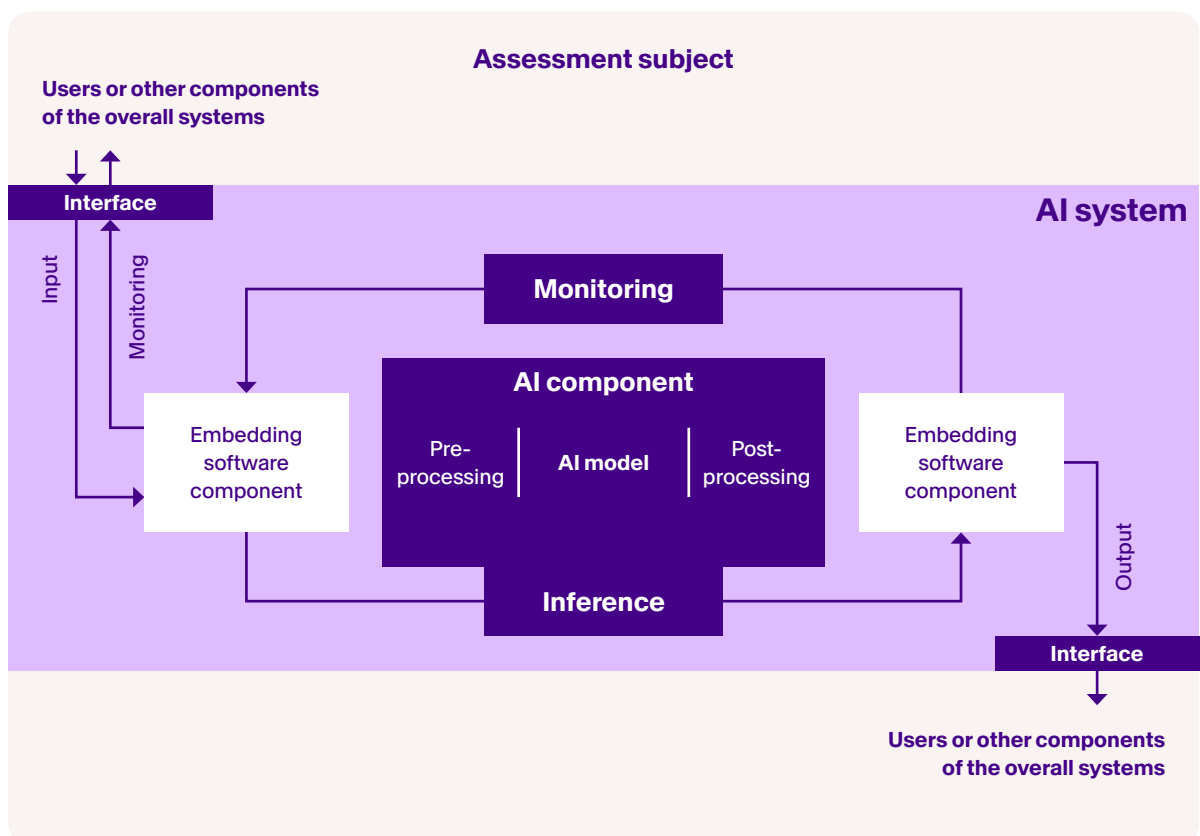 Assessment subject
Users or other components
of the overall systems
Interface
AI system
Input
Monitoring
Monitoring
AI component
Pre-
processing
AI model
Post-
processing
Embedding
software
component
Embedding
software
component
Inference
Output
Interface
Users or other components
of the overall systems